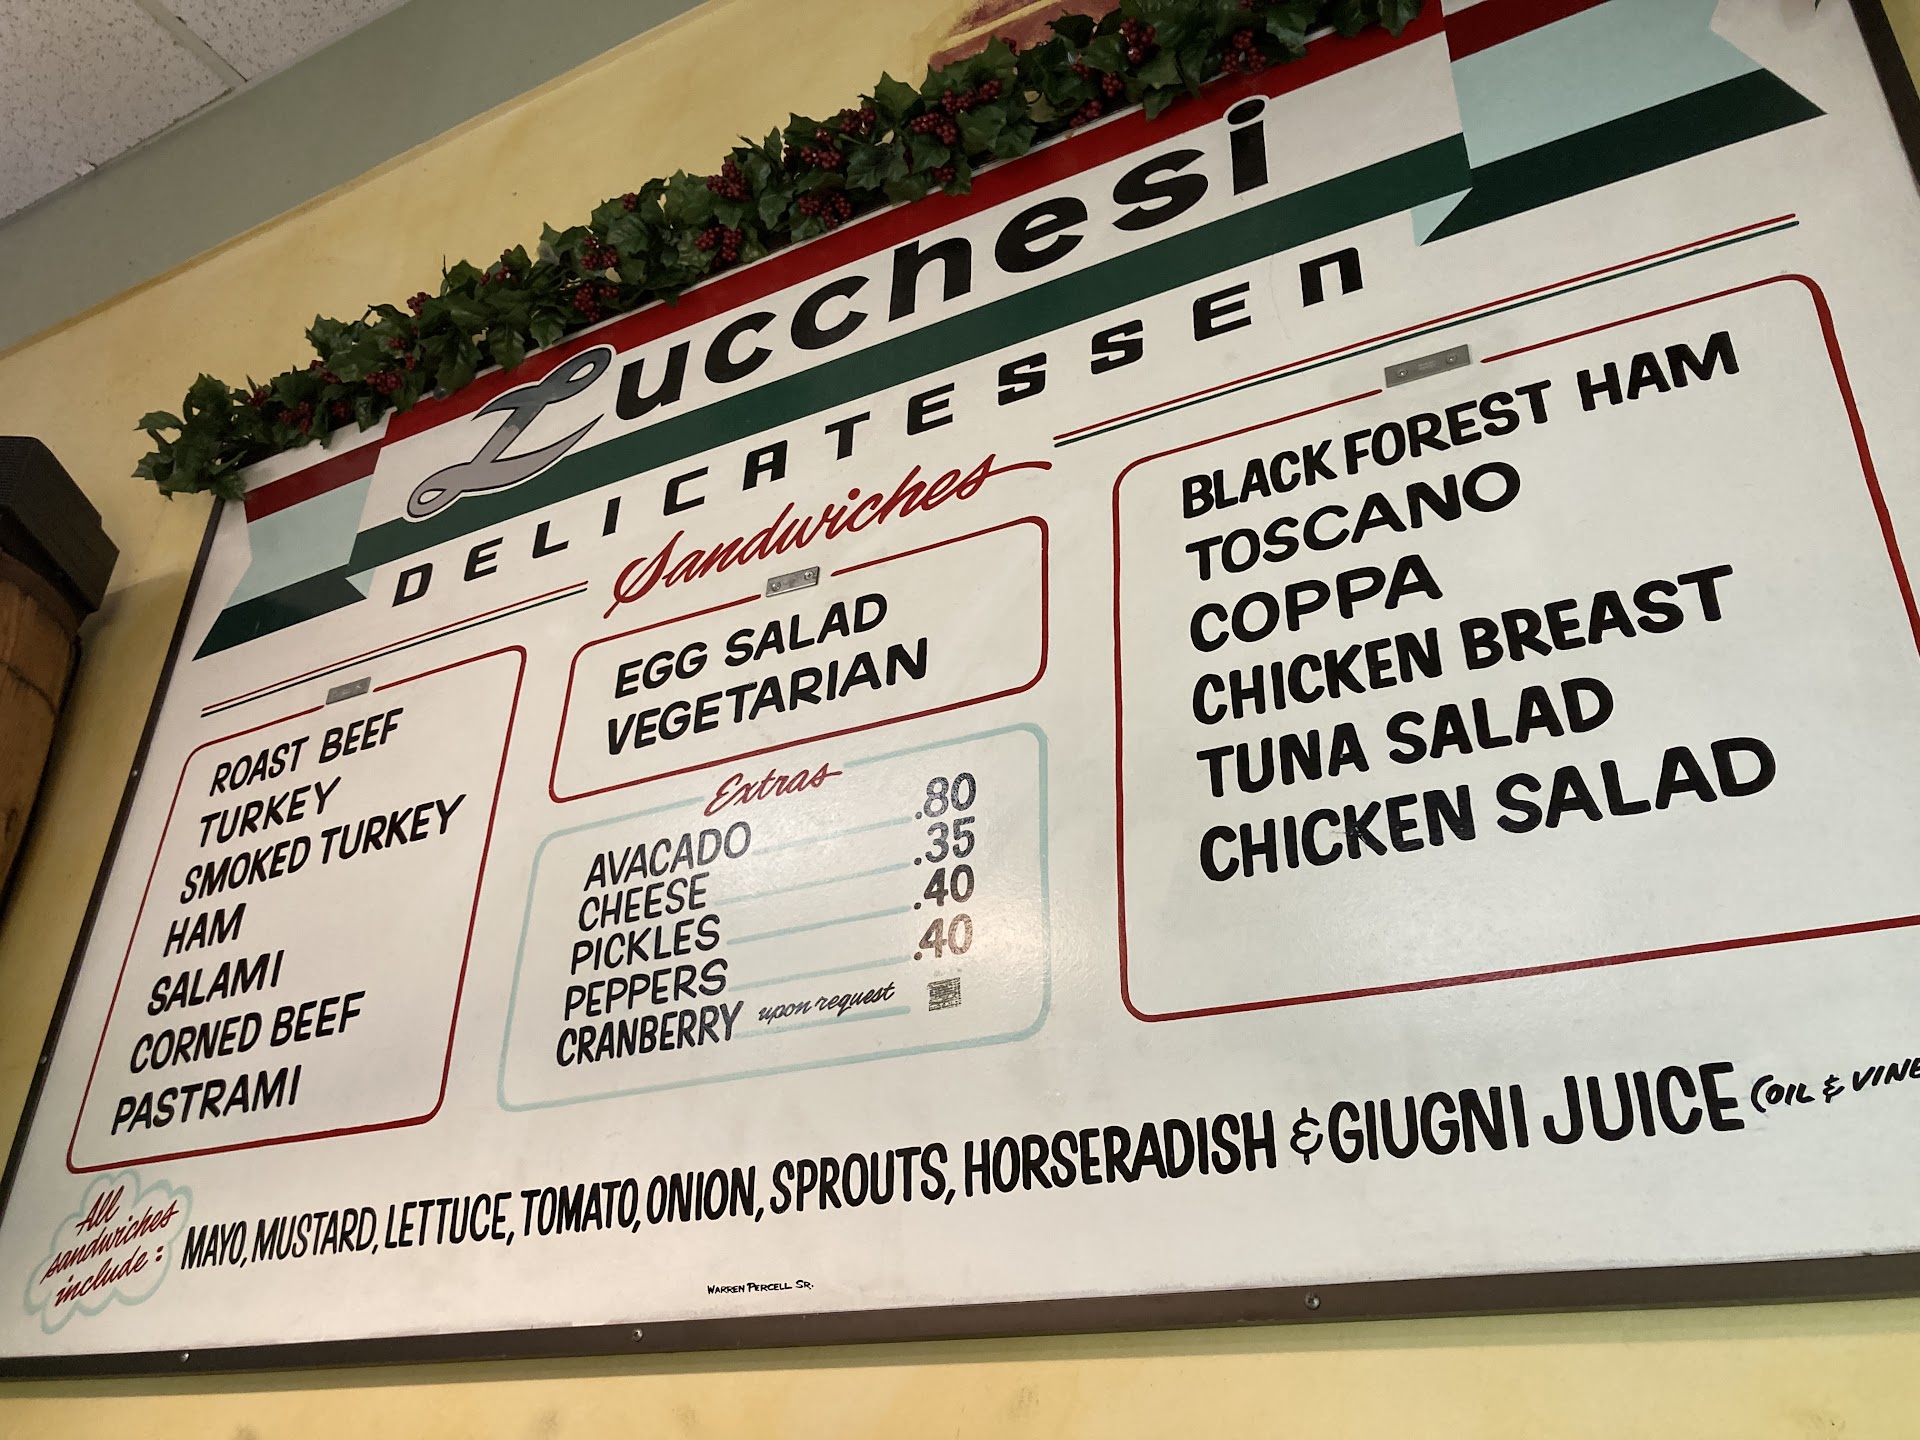 Lucchesi
DELICATESSEN
Sandwiches
ROAST BEEF
TURKEY
SMOKED TURKEY
HAM
SALAMI
CORNED BEEF
PASTRAMI
EGG SALAD
VEGETARIAN
Extras
AVACADO .80
CHEESE .35
PICKLES .40
PEPPERS .40
CRANBERRY upon request
BLACK FOREST HAM
TOSCANO
COPPA
CHICKEN BREAST
TUNA SALAD
CHICKEN SALAD
All
sandwiches
include:
MAYO, MUSTARD, LETTUCE, TOMATO, ONION, SPROUTS, HORSERADISH & GIUGNI JUICE (OIL & VINE
WARREN PERCELL SR.